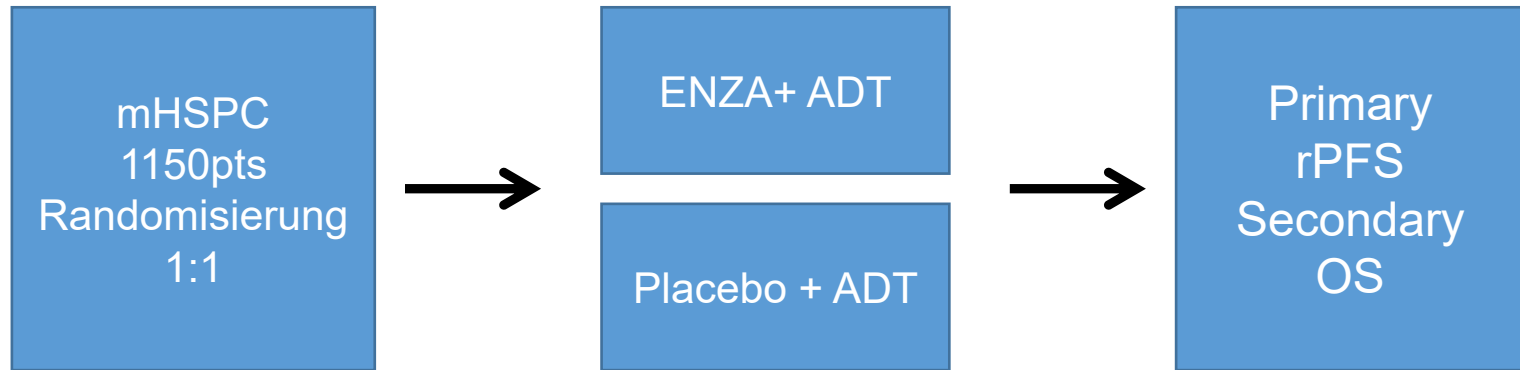 mHSPC
1150pts
Randomisierung
1:1
ENZA+ ADT
Placebo + ADT
Primary
rPFS
Secondary
OS